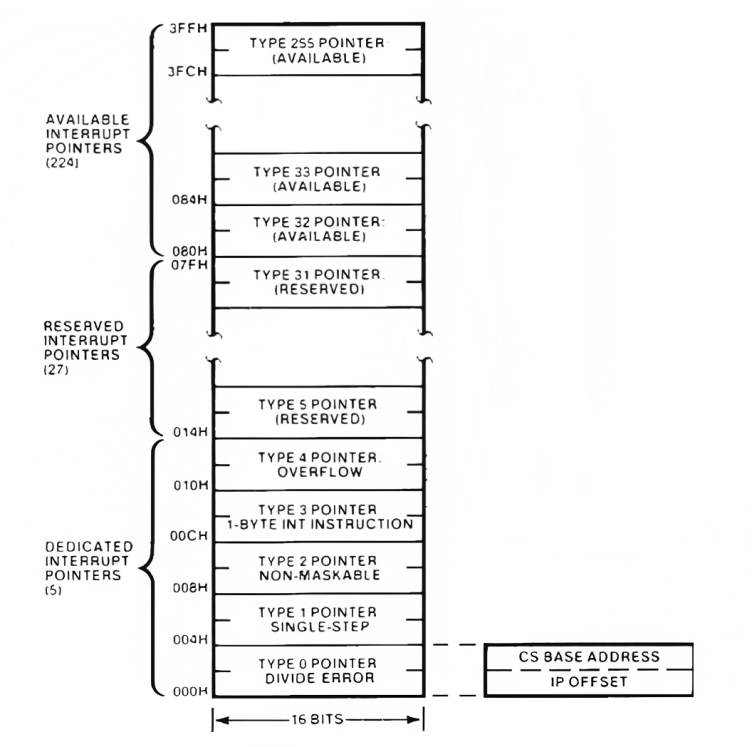 3FFH
TYPE 255 POINTER
(AVAILABLE)
3FCH
AVAILABLE
INTERRUPT
POINTERS
(224)
TYPE 33 POINTER
(AVAILABLE)
084H
TYPE 32 POINTER
(AVAILABLE)
080H
07FH
TYPE 31 POINTER
(RESERVED)
RESERVED
INTERRUPT
POINTERS
(27)
TYPE 5 POINTER
(RESERVED)
014H
TYPE 4 POINTER
OVERFLOW
010H
TYPE 3 POINTER
1-BYTE INT INSTRUCTION
00CH
DEDICATED
INTERRUPT
POINTERS
(5)
TYPE 2 POINTER
NON-MASKABLE
008H
TYPE 1 POINTER
SINGLE-STEP
004H
TYPE 0 POINTER
DIVIDE ERROR
000H
CS BASE ADDRESS
IP OFFSET
16 BITS